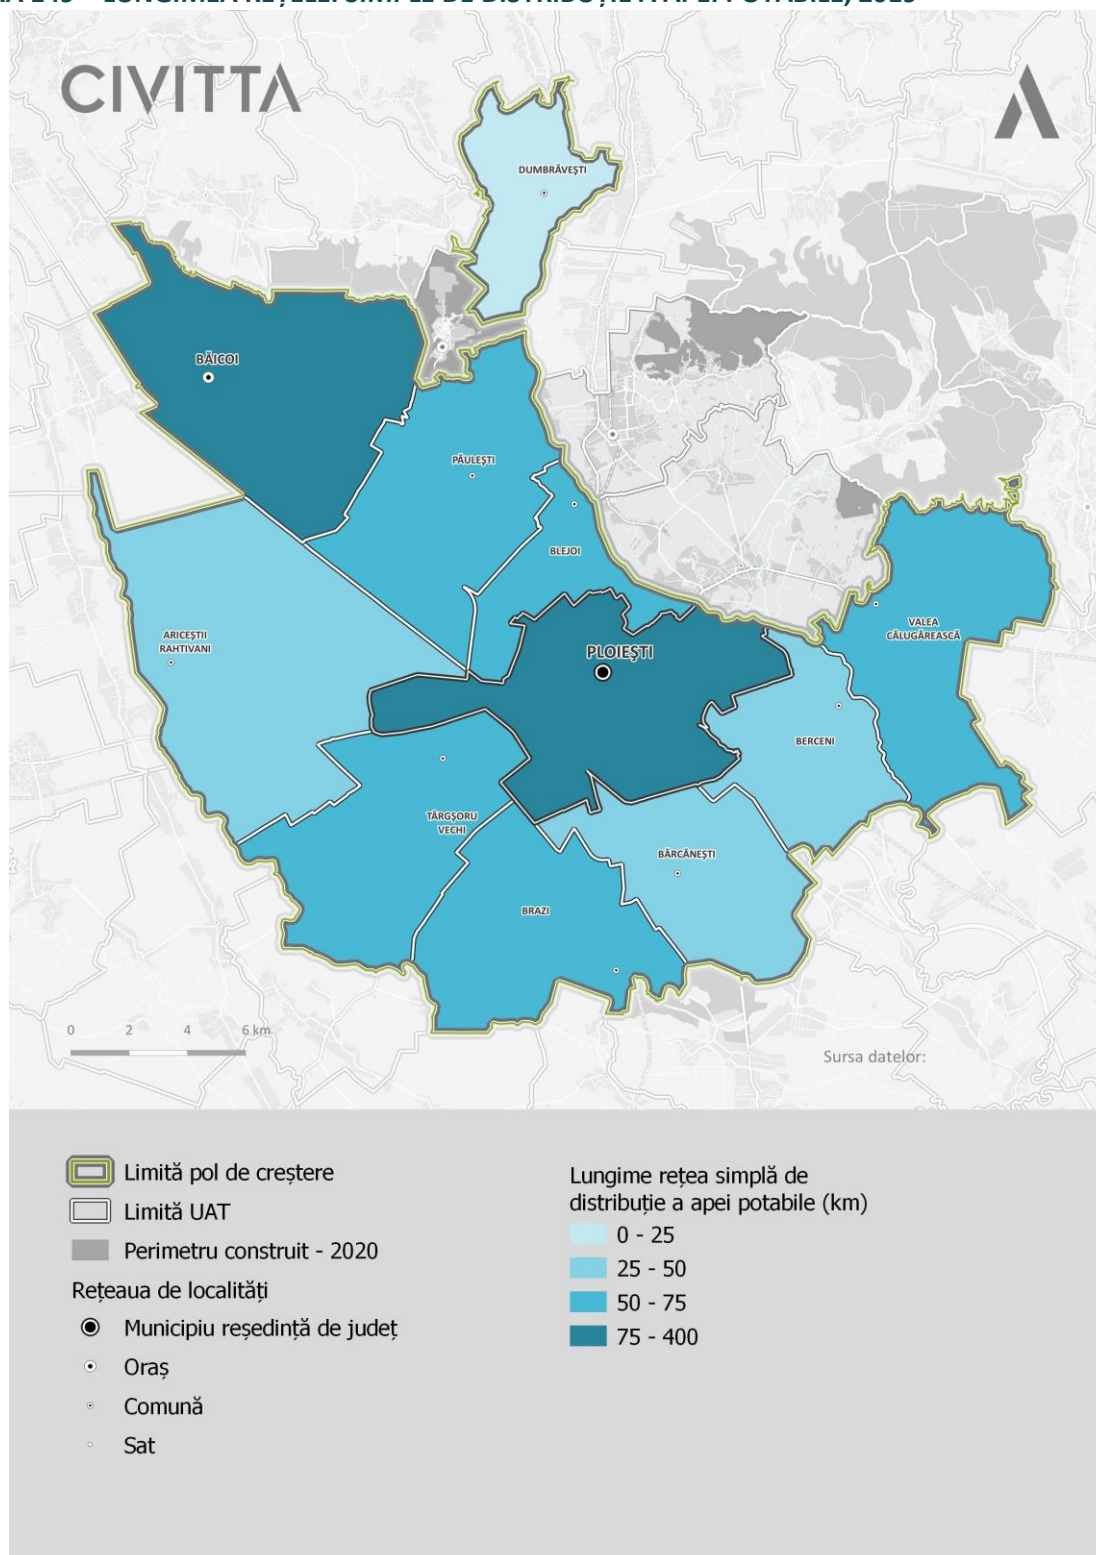 CIVITTA
DUMBRĂVEȘTI
BĂICOI
PĂULEȘTI
BLEJOI
ARICEȘTII
RAHTIVANI
PLOIEȘTI
VALEA
CĂLUGĂREASCĂ
BERCENI
TÂRGȘORU
VECHI
BĂRCĂNEȘTI
BRAZI
0 2 4 6 km
Sursa datelor:
Limită pol de creștere
Limită UAT
Perimetru construit - 2020
Rețeaua de localități
Municipiu reședință de județ
Oraș
Comună
Sat
Lungime rețea simplă de
distribuție a apei potabile (km)
0 - 25
25 - 50
50 - 75
75 - 400